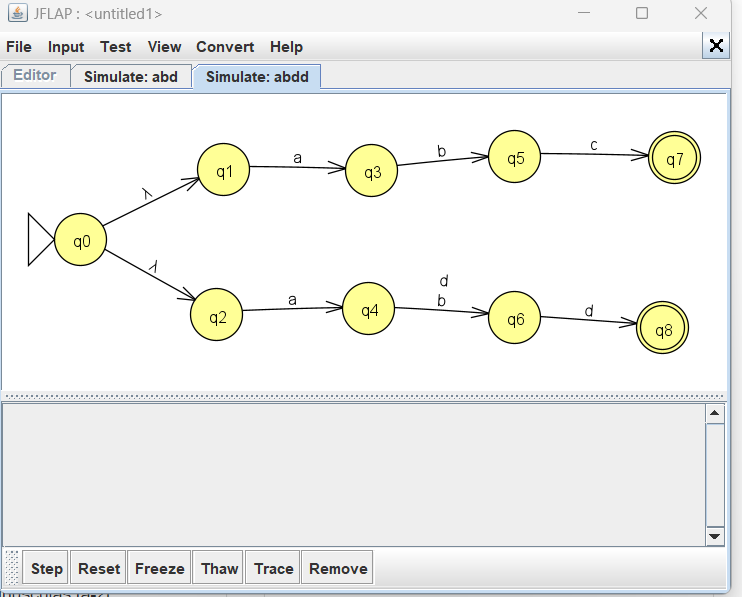 JFLAP : <untitled1>
File Input Test View Convert Help
Editor Simulate: abd Simulate: abdd
q1 a q3 b q5 c q7
λ
q0
λ
q2 a q4 d b q6 d q8
Step Reset Freeze Thaw Trace Remove